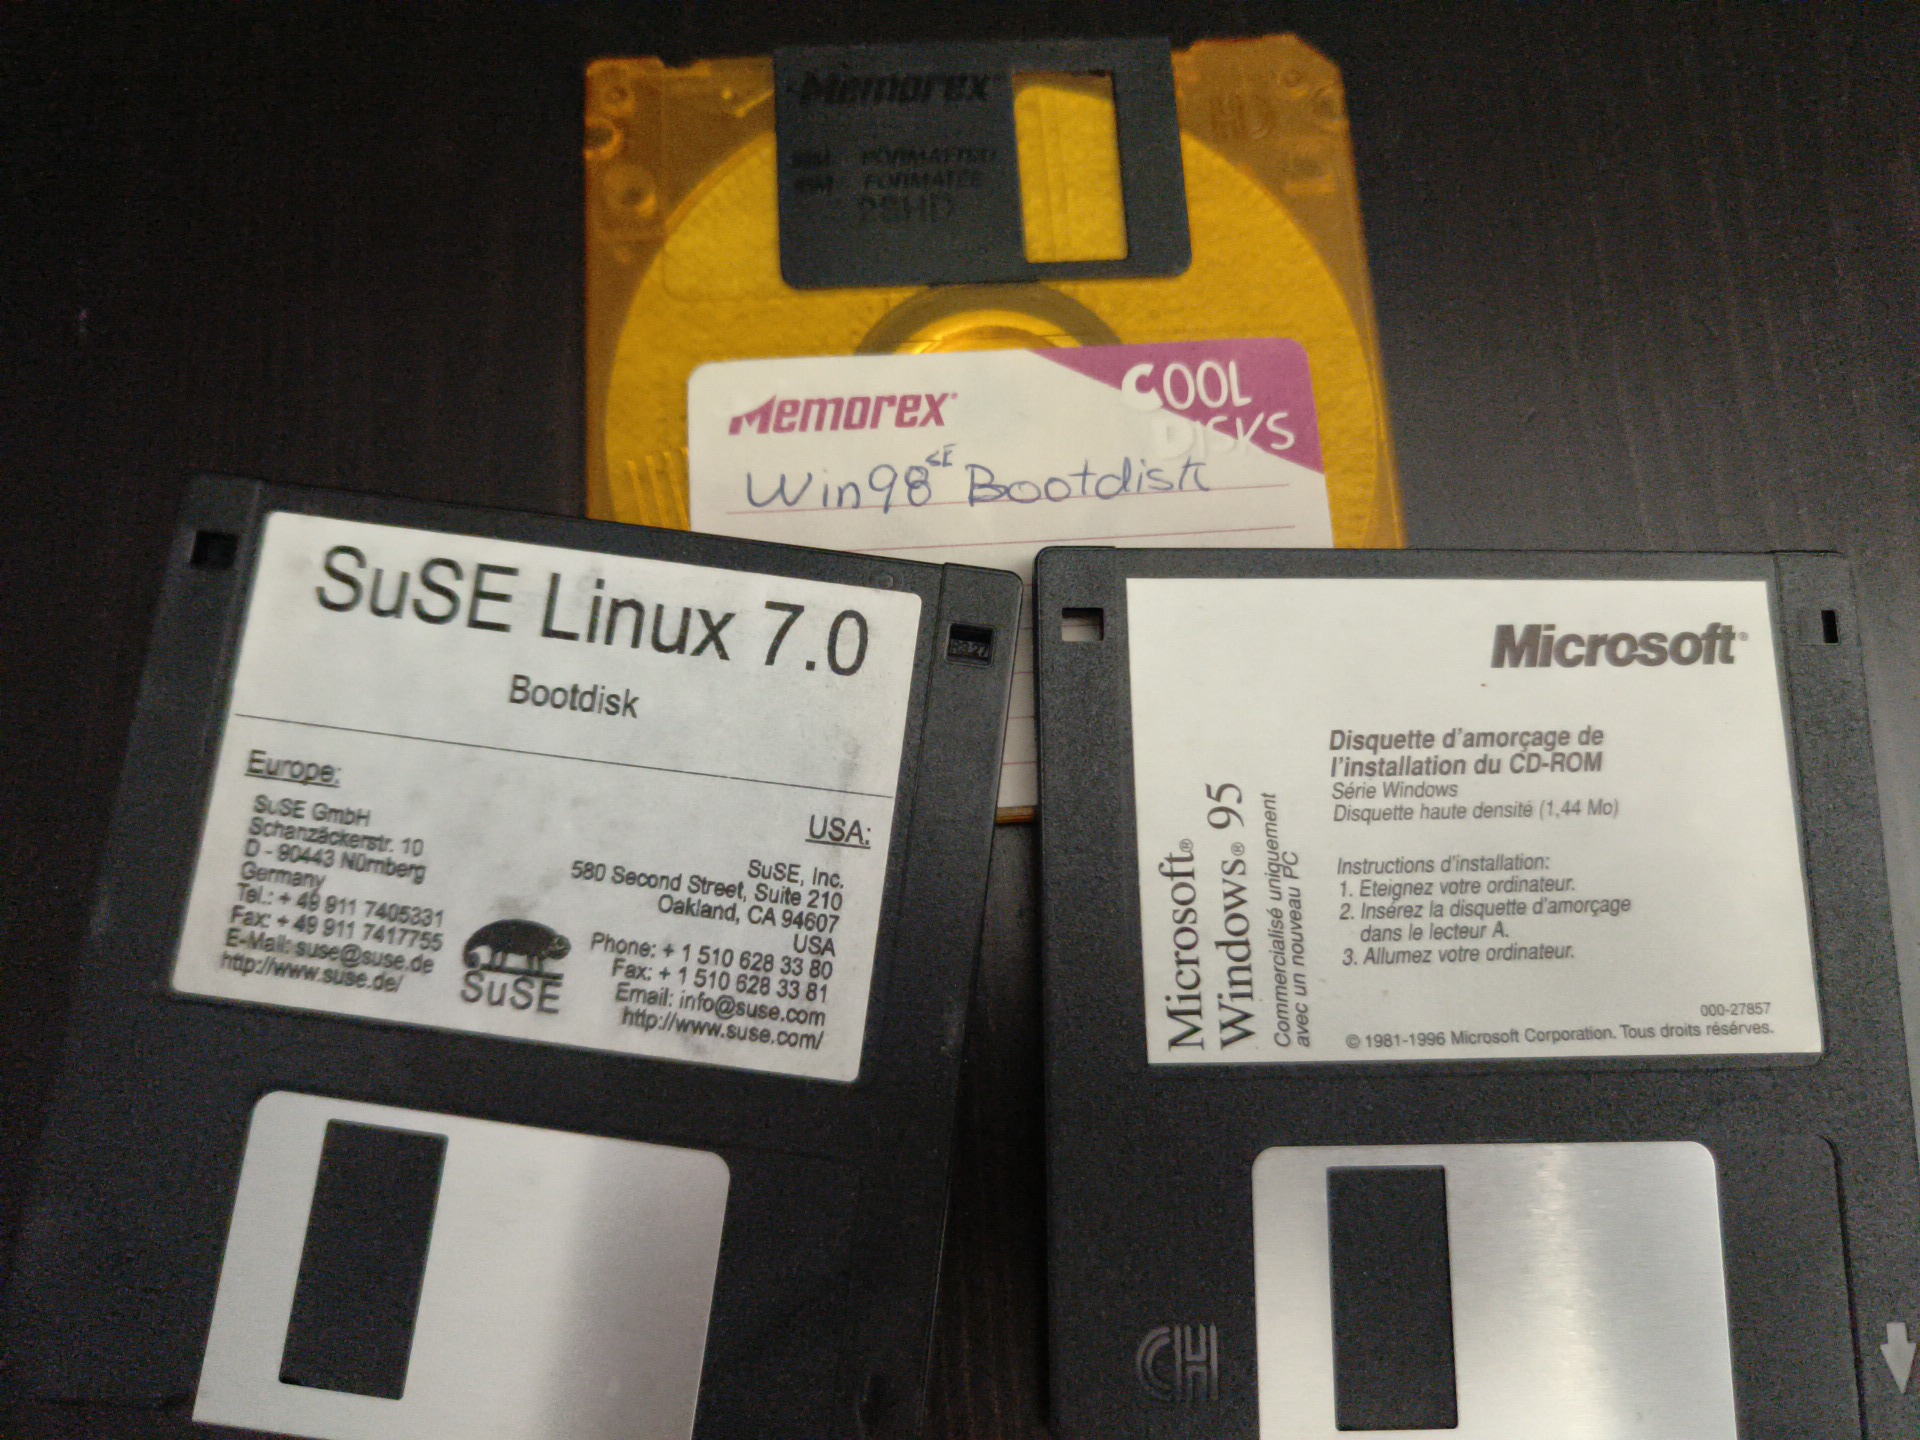 Memorex
HD
FORMATTED
FORMATÉE
2SHD
Memorex
COOL
DISKS
Win98 SE Bootdisk
SuSE Linux 7.0
Bootdisk
Europe:
SuSE GmbH
Schanzäckerstr. 10
D - 90443 Nürnberg
Germany
Tel.: + 49 911 7405331
Fax: + 49 911 7417755
E-Mail: suse@suse.de
http://www.suse.de/
SuSE
USA:
SuSE, Inc.
580 Second Street, Suite 210
Oakland, CA 94607
USA
Phone: + 1 510 628 33 80
Fax: + 1 510 628 33 81
Email: info@suse.com
http://www.suse.com/
Microsoft
Microsoft®
Windows® 95
Commercialisé uniquement
avec un nouveau PC
Disquette d'amorçage de
l'installation du CD-ROM
Série Windows
Disquette haute densité (1,44 Mo)
Instructions d'installation:
1. Eteignez votre ordinateur.
2. Insérez la disquette d'amorçage
dans le lecteur A.
3. Allumez votre ordinateur.
000-27857
© 1981-1996 Microsoft Corporation. Tous droits résérves.